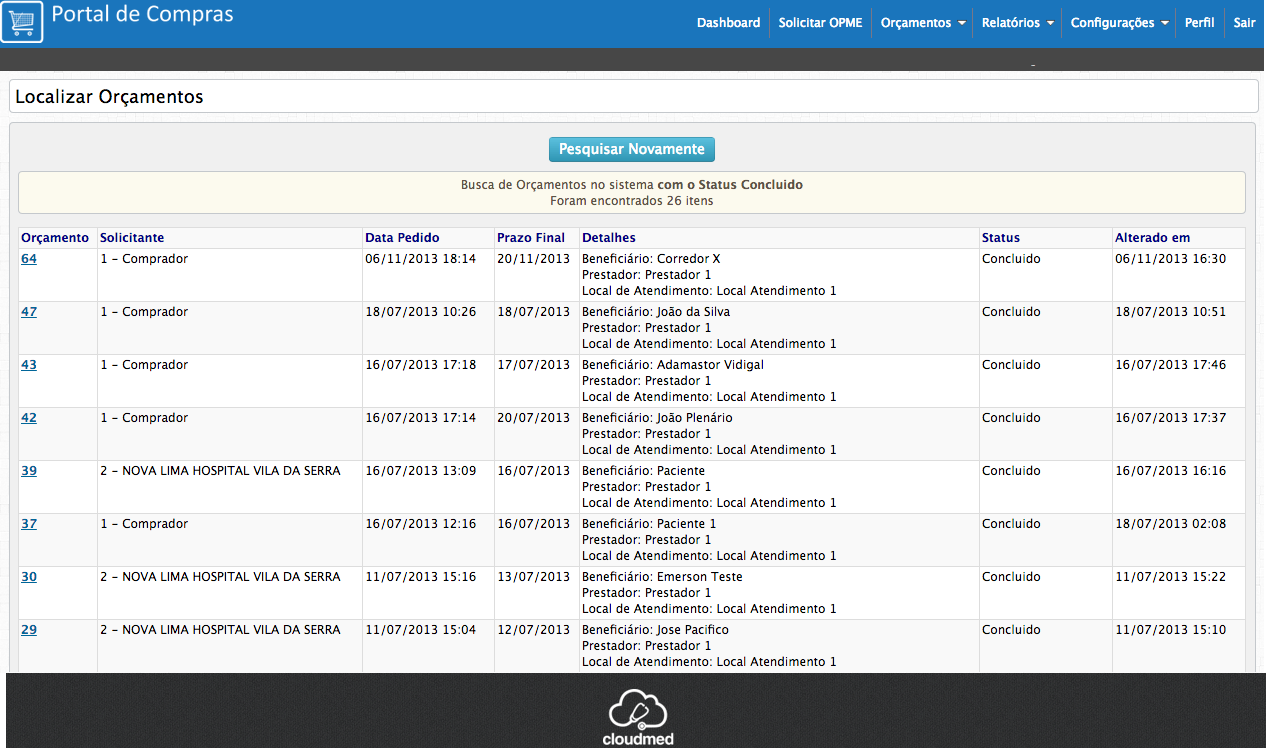 Portal de Compras
Dashboard Solicitar OPME Orçamentos Relatórios Configurações Perfil Sair
Localizar Orçamentos
Pesquisar Novamente
Busca de Orçamentos no sistema com o Status Concluido
Foram encontrados 26 itens
Orçamento Solicitante Data Pedido Prazo Final Detalhes Status Alterado em
64 1 - Comprador 06/11/2013 18:14 20/11/2013 Beneficiário: Corredor X Concluido 06/11/2013 16:30
Prestador: Prestador 1
Local de Atendimento: Local Atendimento 1
47 1 - Comprador 18/07/2013 10:26 18/07/2013 Beneficiário: João da Silva Concluido 18/07/2013 10:51
Prestador: Prestador 1
Local de Atendimento: Local Atendimento 1
43 1 - Comprador 16/07/2013 17:18 17/07/2013 Beneficiário: Adamastor Vidigal Concluido 16/07/2013 17:46
Prestador: Prestador 1
Local de Atendimento: Local Atendimento 1
42 1 - Comprador 16/07/2013 17:14 20/07/2013 Beneficiário: João Plenário Concluido 16/07/2013 17:37
Prestador: Prestador 1
Local de Atendimento: Local Atendimento 1
39 2 - NOVA LIMA HOSPITAL VILA DA SERRA 16/07/2013 13:09 16/07/2013 Beneficiário: Paciente Concluido 16/07/2013 16:16
Prestador: Prestador 1
Local de Atendimento: Local Atendimento 1
37 1 - Comprador 16/07/2013 12:16 16/07/2013 Beneficiário: Paciente 1 Concluido 18/07/2013 02:08
Prestador: Prestador 1
Local de Atendimento: Local Atendimento 1
30 2 - NOVA LIMA HOSPITAL VILA DA SERRA 11/07/2013 15:16 13/07/2013 Beneficiário: Emerson Teste Concluido 11/07/2013 15:22
Prestador: Prestador 1
Local de Atendimento: Local Atendimento 1
29 2 - NOVA LIMA HOSPITAL VILA DA SERRA 11/07/2013 15:04 12/07/2013 Beneficiário: Jose Pacifico Concluido 11/07/2013 15:10
Prestador: Prestador 1
Local de Atendimento: Local Atendimento 1
cloudmed